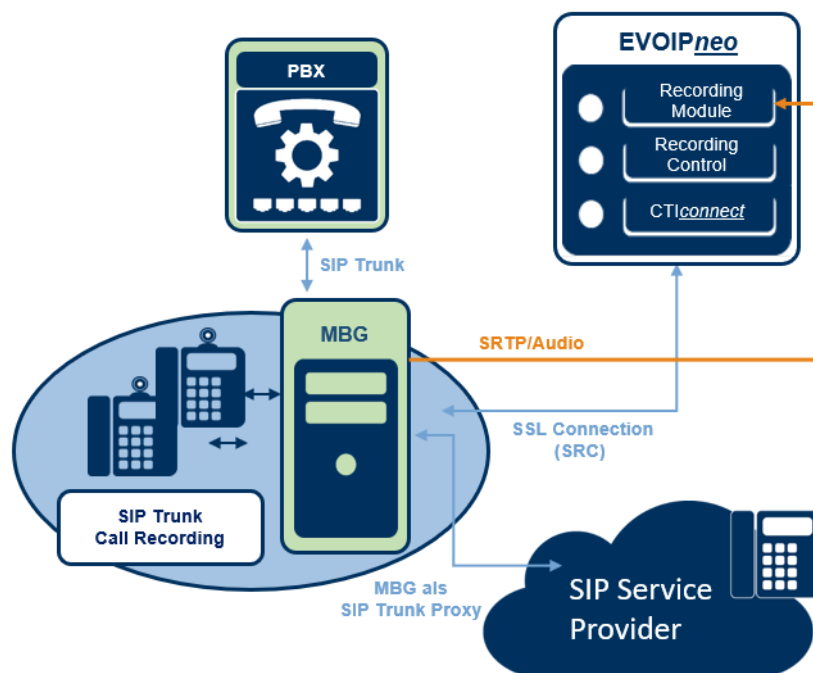 PBX
EVOIPneo
Recording
Module
Recording
Control
CTIconnect
SIP Trunk
MBG
SRTP/Audio
SSL Connection
(SRC)
SIP Trunk
Call Recording
MBG als
SIP Trunk Proxy
SIP Service
Provider